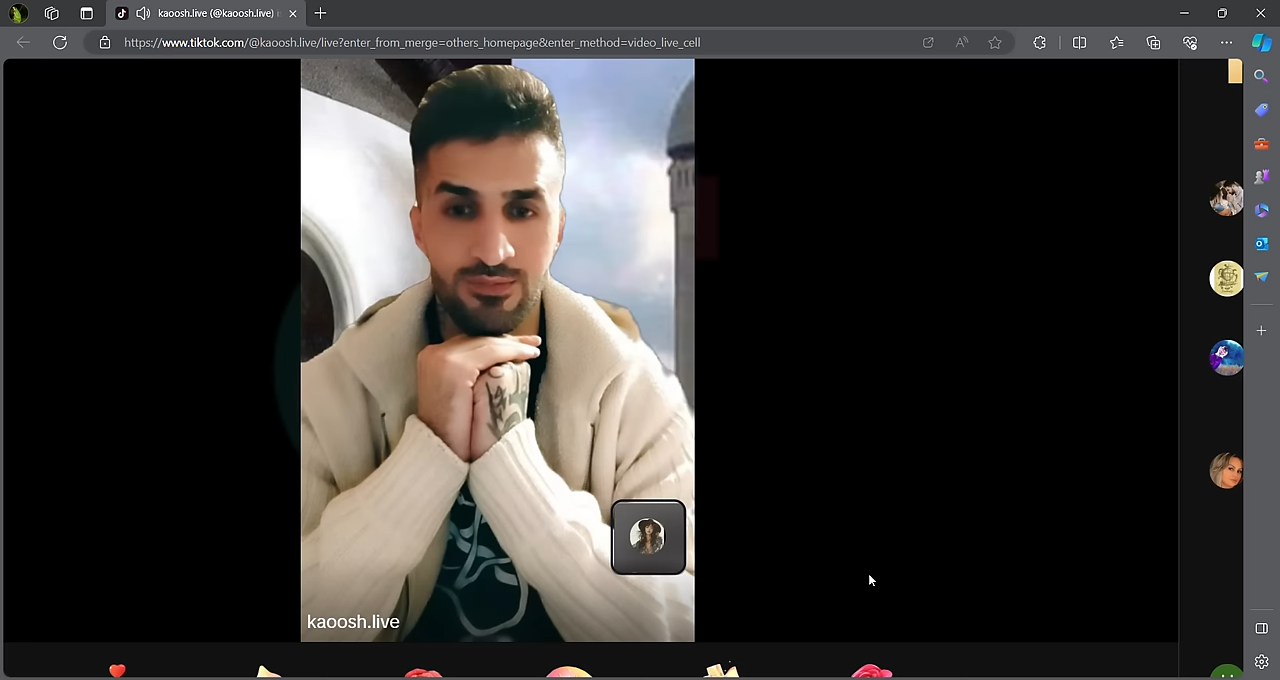 kaoosh.live (@kaoosh.live) i
https://www.tiktok.com/@kaoosh.live/live?enter_from_merge=others_homepage&enter_method=video_live_cell
kaoosh.live